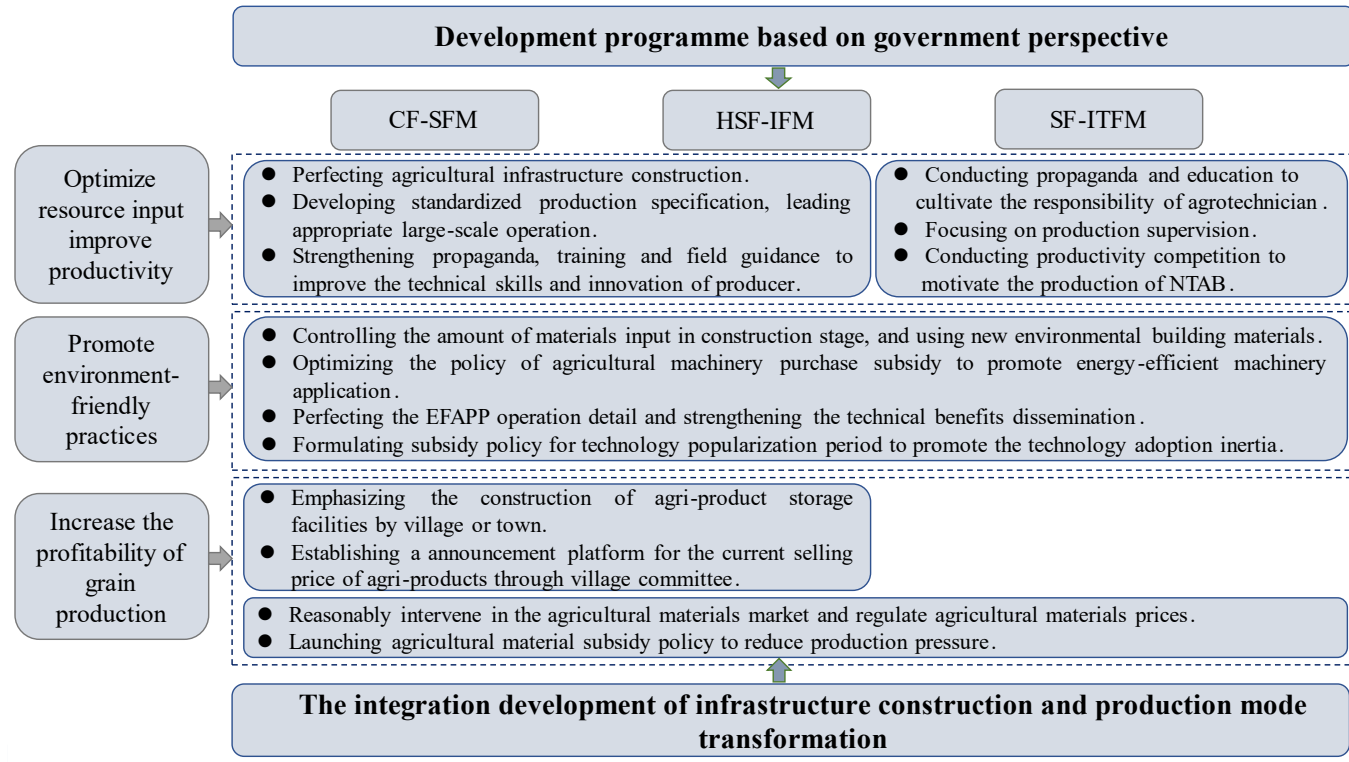 Development programme based on government perspective
CF-SFM
HSF-IFM
SF-ITFM
Optimize
resource input
improve
productivity
● Perfecting agricultural infrastructure construction.
● Developing standardized production specification, leading
appropriate large-scale operation.
● Strengthening propaganda, training and field guidance to
improve the technical skills and innovation of producer.
● Conducting propaganda and education to
cultivate the responsibility of agrotechnician.
● Focusing on production supervision.
● Conducting productivity competition to
motivate the production of NTAB.
Promote
environment-
friendly
practices
● Controlling the amount of materials input in construction stage, and using new environmental building materials.
● Optimizing the policy of agricultural machinery purchase subsidy to promote energy-efficient machinery
application.
● Perfecting the EFAPP operation detail and strengthening the technical benefits dissemination.
● Formulating subsidy policy for technology popularization period to promote the technology adoption inertia.
Increase the
profitability of
grain
production
● Emphasizing the construction of agri-product storage
facilities by village or town.
● Establishing a announcement platform for the current selling
price of agri-products through village committee.
● Reasonably intervene in the agricultural materials market and regulate agricultural materials prices.
● Launching agricultural material subsidy policy to reduce production pressure.
The integration development of infrastructure construction and production mode
transformation